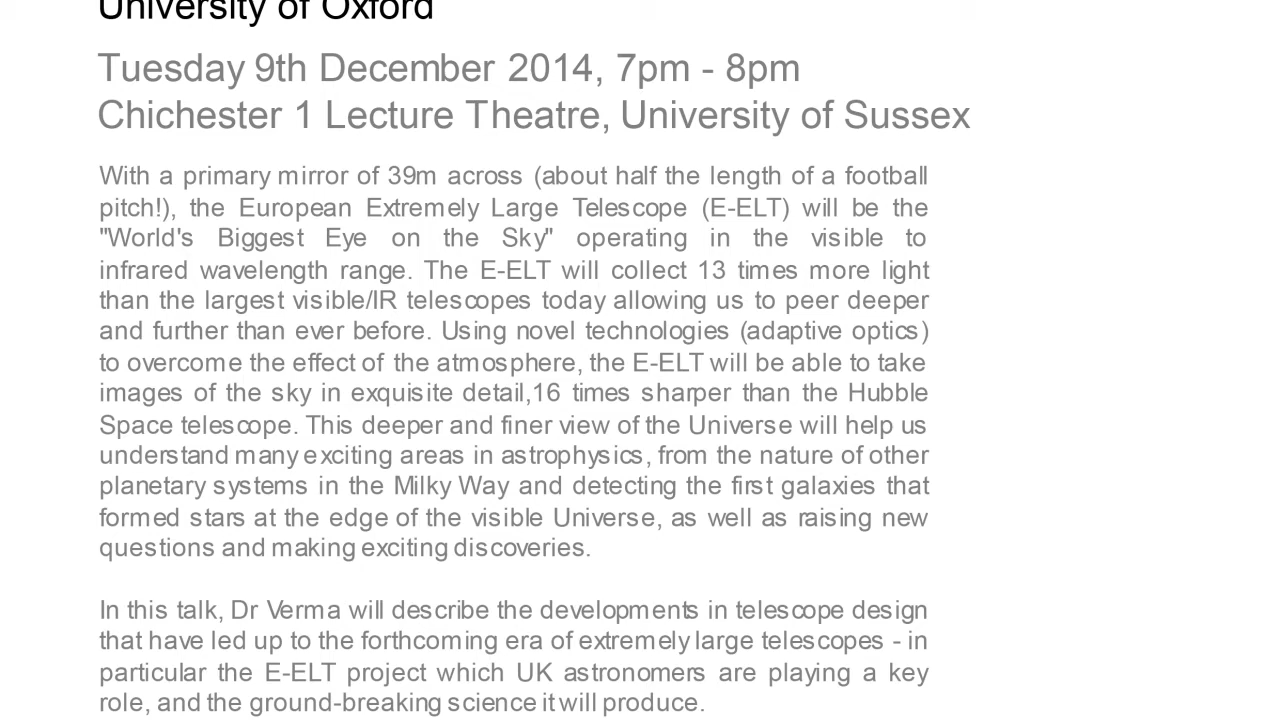 University of Oxford
Tuesday 9th December 2014, 7pm - 8pm
Chichester 1 Lecture Theatre, University of Sussex
With a primary mirror of 39m across (about half the length of a football
pitch!), the European Extremely Large Telescope (E-ELT) will be the
"World's Biggest Eye on the Sky" operating in the visible to
infrared wavelength range. The E-ELT will collect 13 times more light
than the largest visible/IR telescopes today allowing us to peer deeper
and further than ever before. Using novel technologies (adaptive optics)
to overcome the effect of the atmosphere, the E-ELT will be able to take
images of the sky in exquisite detail,16 times sharper than the Hubble
Space telescope. This deeper and finer view of the Universe will help us
understand many exciting areas in astrophysics, from the nature of other
planetary systems in the Milky Way and detecting the first galaxies that
formed stars at the edge of the visible Universe, as well as raising new
questions and making exciting discoveries.
In this talk, Dr Verma will describe the developments in telescope design
that have led up to the forthcoming era of extremely large telescopes - in
particular the E-ELT project which UK astronomers are playing a key
role, and the ground-breaking science it will produce.